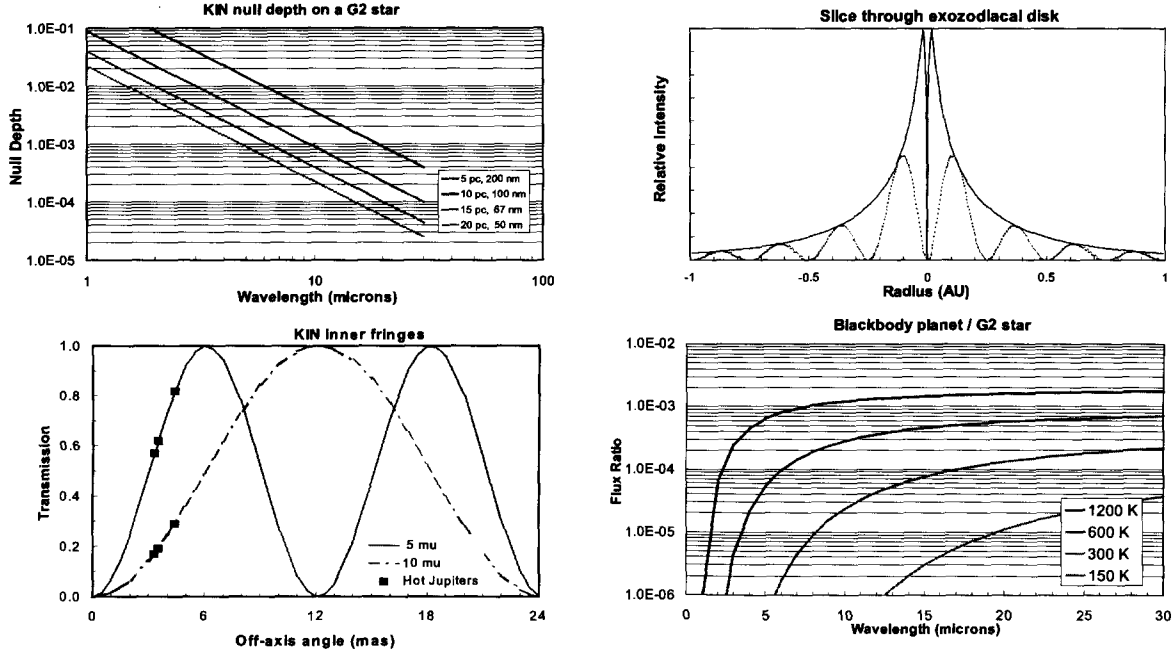 KIN null depth on a G2 star
1.0E-01
1.0E-02
1.0E-03
1.0E-04
1.0E-05
Null Depth
5 pc, 200 nm
10 pc, 100 nm
15 pc, 67 nm
20 pc, 50 nm
1
10
100
Wavelength (microns)
Slice through exozodiacal disk
Relative Intensity
-1
-0.5
0
0.5
1
Radius (AU)
KIN inner fringes
1.0
0.8
0.6
0.4
0.2
0.0
Transmission
5 mu
10 mu
Hot Jupiters
0
6
12
18
24
Off-axis angle (mas)
Blackbody planet / G2 star
1.0E-02
1.0E-03
1.0E-04
1.0E-05
1.0E-06
Flux Ratio
1200 K
600 K
300 K
150 K
0
5
10
15
20
25
30
Wavelength (microns)